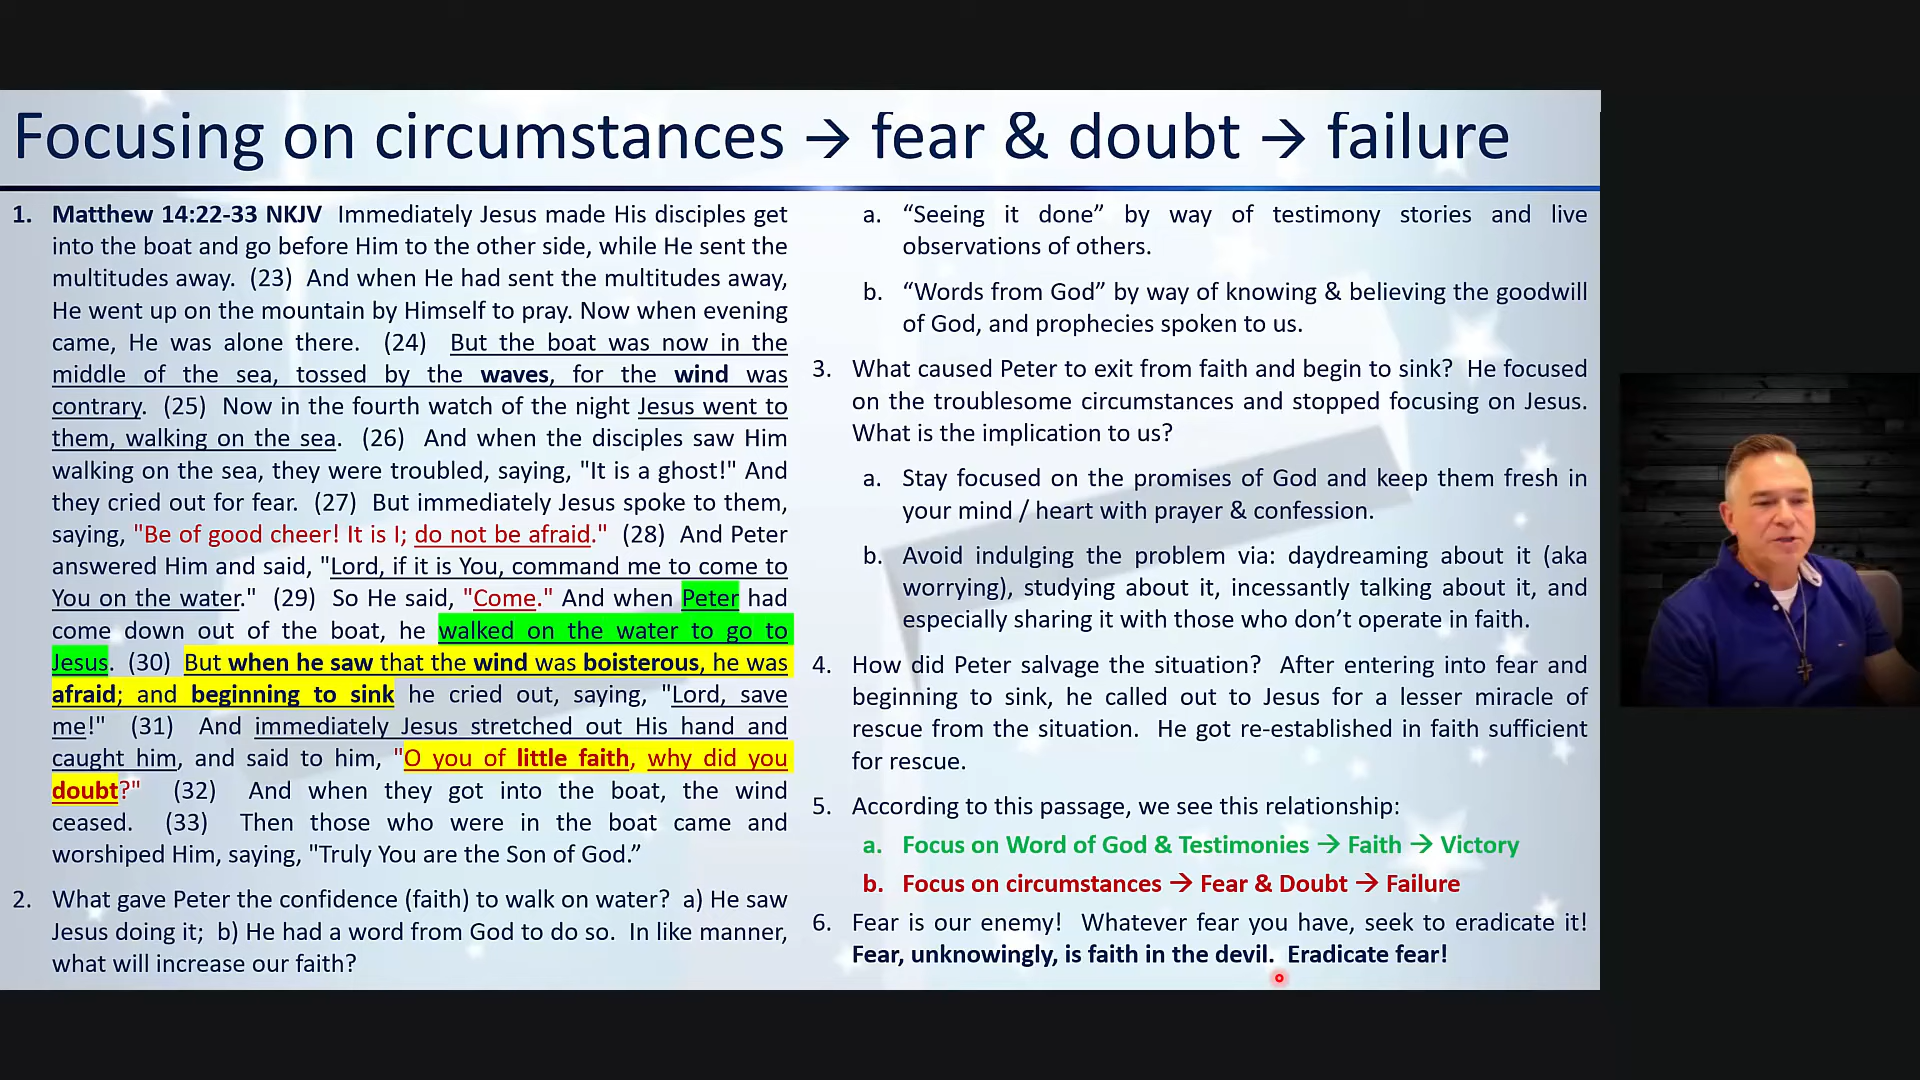 Focusing on circumstances → fear & doubt → failure
1. Matthew 14:22-33 NKJV Immediately Jesus made His disciples get
into the boat and go before Him to the other side, while He sent the
multitudes away. (23) And when He had sent the multitudes away,
He went up on the mountain by Himself to pray. Now when evening
came, He was alone there. (24) But the boat was now in the
middle of the sea, tossed by the waves, for the wind was
contrary. (25) Now in the fourth watch of the night Jesus went to
them, walking on the sea. (26) And when the disciples saw Him
walking on the sea, they were troubled, saying, "It is a ghost!" And
they cried out for fear. (27) But immediately Jesus spoke to them,
saying, "Be of good cheer! It is I; do not be afraid." (28) And Peter
answered Him and said, "Lord, if it is You, command me to come to
You on the water." (29) So He said, "Come." And when Peter had
come down out of the boat, he walked on the water to go to
Jesus. (30) But when he saw that the wind was boisterous, he was
afraid; and beginning to sink he cried out, saying, "Lord, save
me!" (31) And immediately Jesus stretched out His hand and
caught him, and said to him, "O you of little faith, why did you
doubt?" (32) And when they got into the boat, the wind
ceased. (33) Then those who were in the boat came and
worshiped Him, saying, "Truly You are the Son of God.”
2. What gave Peter the confidence (faith) to walk on water? a) He saw
Jesus doing it; b) He had a word from God to do so. In like manner,
what will increase our faith?
a. “Seeing it done” by way of testimony stories and live
observations of others.
b. “Words from God” by way of knowing & believing the goodwill
of God, and prophecies spoken to us.
3. What caused Peter to exit from faith and begin to sink? He focused
on the troublesome circumstances and stopped focusing on Jesus.
What is the implication to us?
a. Stay focused on the promises of God and keep them fresh in
your mind / heart with prayer & confession.
b. Avoid indulging the problem via: daydreaming about it (aka
worrying), studying about it, incessantly talking about it, and
especially sharing it with those who don’t operate in faith.
4. How did Peter salvage the situation? After entering into fear and
beginning to sink, he called out to Jesus for a lesser miracle of
rescue from the situation. He got re-established in faith sufficient
for rescue.
5. According to this passage, we see this relationship:
a. Focus on Word of God & Testimonies → Faith → Victory
b. Focus on circumstances → Fear & Doubt → Failure
6. Fear is our enemy! Whatever fear you have, seek to eradicate it!
Fear, unknowingly, is faith in the devil. Eradicate fear!